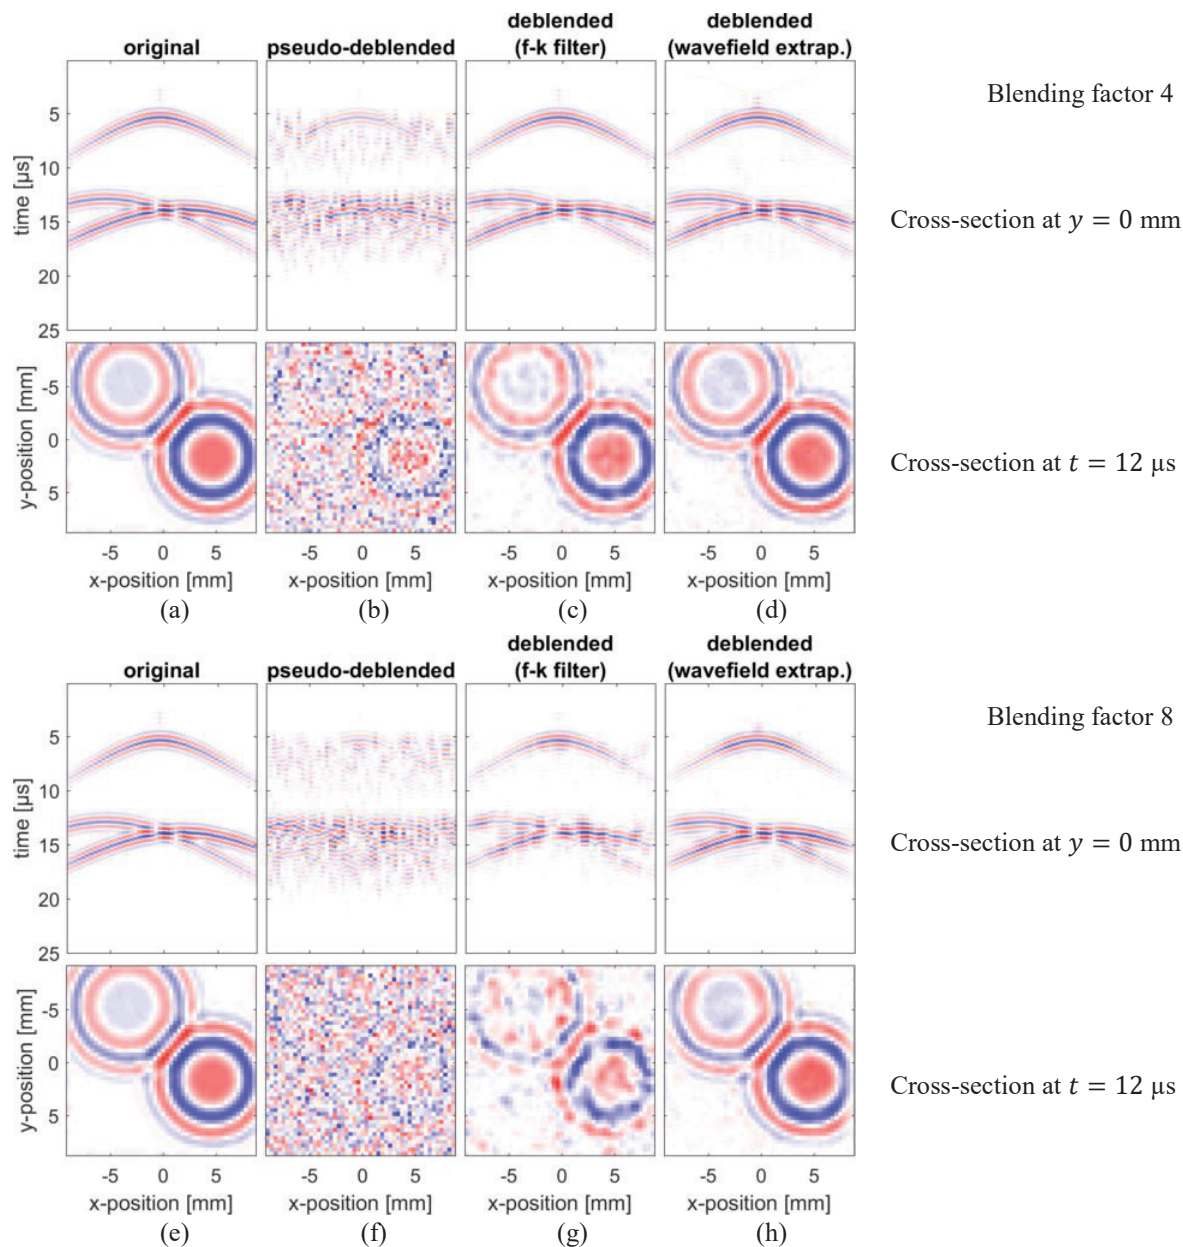 original
pseudo-deblended
deblended
(f-k filter)
deblended
(wavefield extrap.)
Blending factor 4
time [µs]
5
10
15
20
25
Cross-section at y = 0 mm
y-position [mm]
-5
0
5
Cross-section at t = 12 µs
-5 0 5
-5 0 5
-5 0 5
-5 0 5
x-position [mm]
x-position [mm]
x-position [mm]
x-position [mm]
(a)
(b)
(c)
(d)
original
pseudo-deblended
deblended
(f-k filter)
deblended
(wavefield extrap.)
Blending factor 8
time [µs]
5
10
15
20
25
Cross-section at y = 0 mm
y-position [mm]
-5
0
5
Cross-section at t = 12 µs
-5 0 5
-5 0 5
-5 0 5
-5 0 5
x-position [mm]
x-position [mm]
x-position [mm]
x-position [mm]
(e)
(f)
(g)
(h)